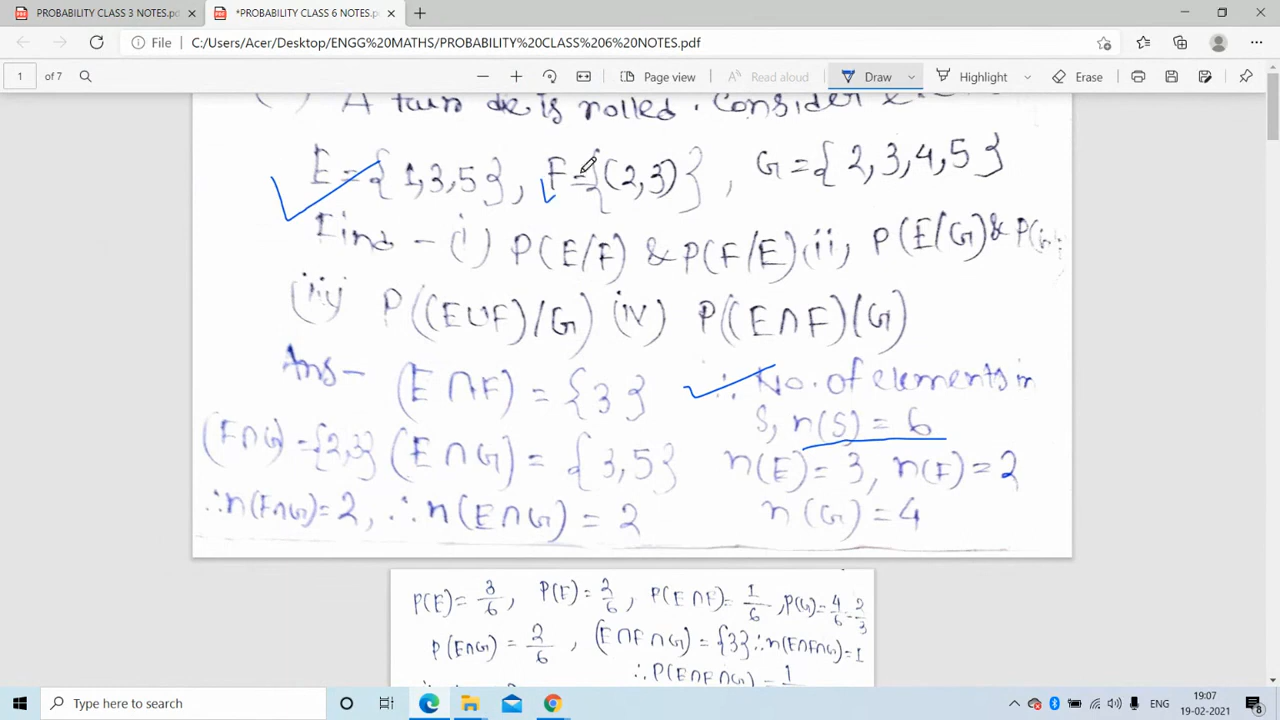 PROBABILITY CLASS 3 NOTES.pd
*PROBABILITY CLASS 6 NOTES.pd
File C:/Users/Acer/Desktop/ENGG%20MATHS/PROBABILITY%20CLASS%206%20NOTES.pdf
1 of 7 Page view Read aloud Draw Highlight Erase
is rolled. Consider
E={1,3,5}, F={(2,3)}, G={2,3,4,5}
Find - (i) P(E/F) & P(F/E) (ii, P(E/G) & P(G
(iii) P((EUF)/G) (iv) P((E∩F)(G)
Ans- (E∩F) = {3} ∴ No. of elements in
S, n(S) = 6
(F∩G)={2,3} (E∩G) = {3,5} n(E)=3, n(F)=2
∴n(F∩G)=2, ∴n(E∩G)=2 n(G)=4
P(E)=3/6, P(F)=2/6, P(E∩F)=1/6, P(G)=4/6=2/3
P(E∩G)=2/6, (E∩F∩G)={3} ∴n(E∩F∩G)=1
∴P(E∩F∩G)=1
Type here to search
ENG 19:07
19-02-2021
8